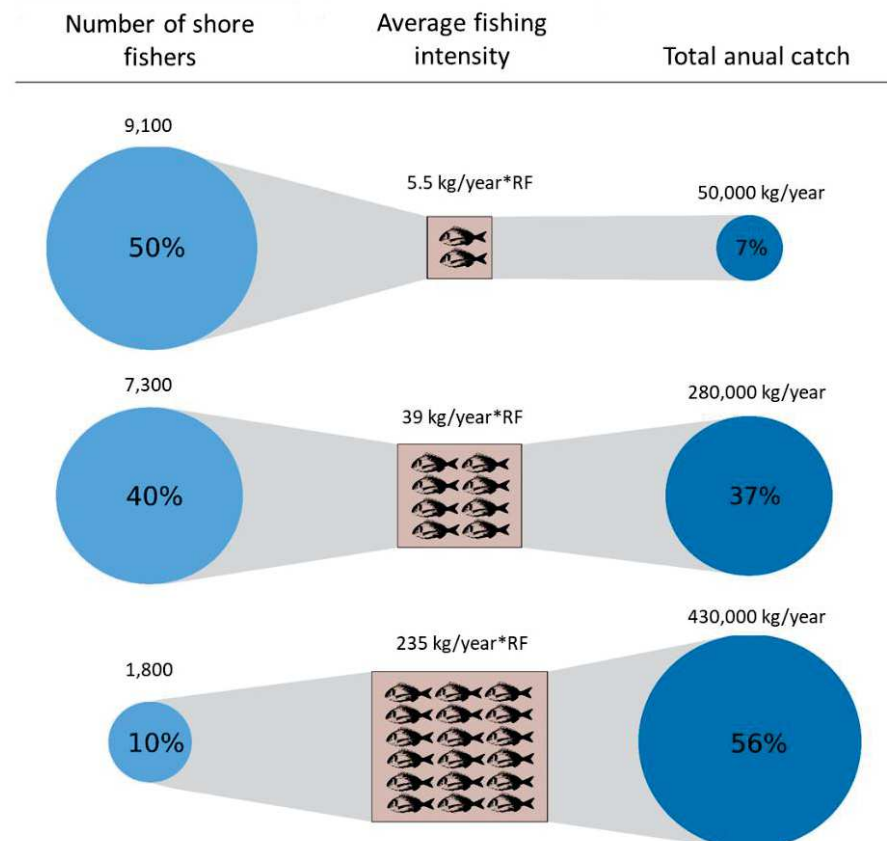 Number of shore
fishers
Average fishing
intensity
Total anual catch
9,100
50%
5.5 kg/year*RF
50,000 kg/year
7%
7,300
40%
39 kg/year*RF
280,000 kg/year
37%
1,800
10%
235 kg/year*RF
430,000 kg/year
56%